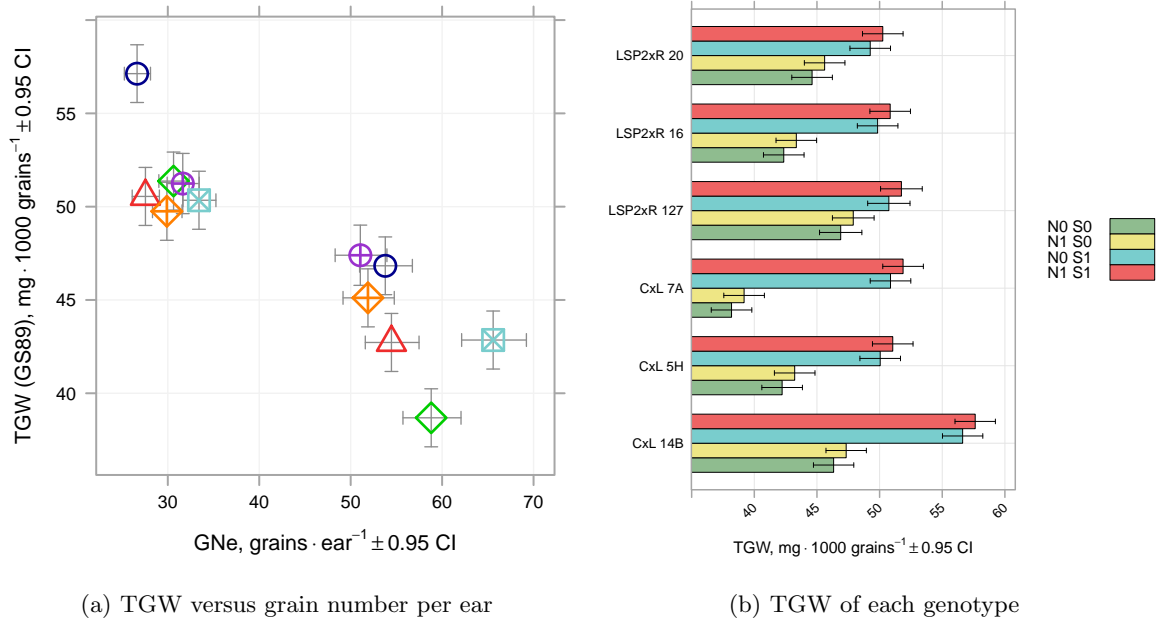 TGW (GS89), mg · 1000 grains⁻¹ ± 0.95 CI
55
50
45
40
30 40 50 60 70
GNe, grains · ear⁻¹ ± 0.95 CI
(a) TGW versus grain number per ear
LSP2xR 20
LSP2xR 16
LSP2xR 127
CxL 7A
CxL 5H
CxL 14B
40 45 50 55 60
TGW, mg · 1000 grains⁻¹ ± 0.95 CI
N0 S0
N1 S0
N0 S1
N1 S1
(b) TGW of each genotype